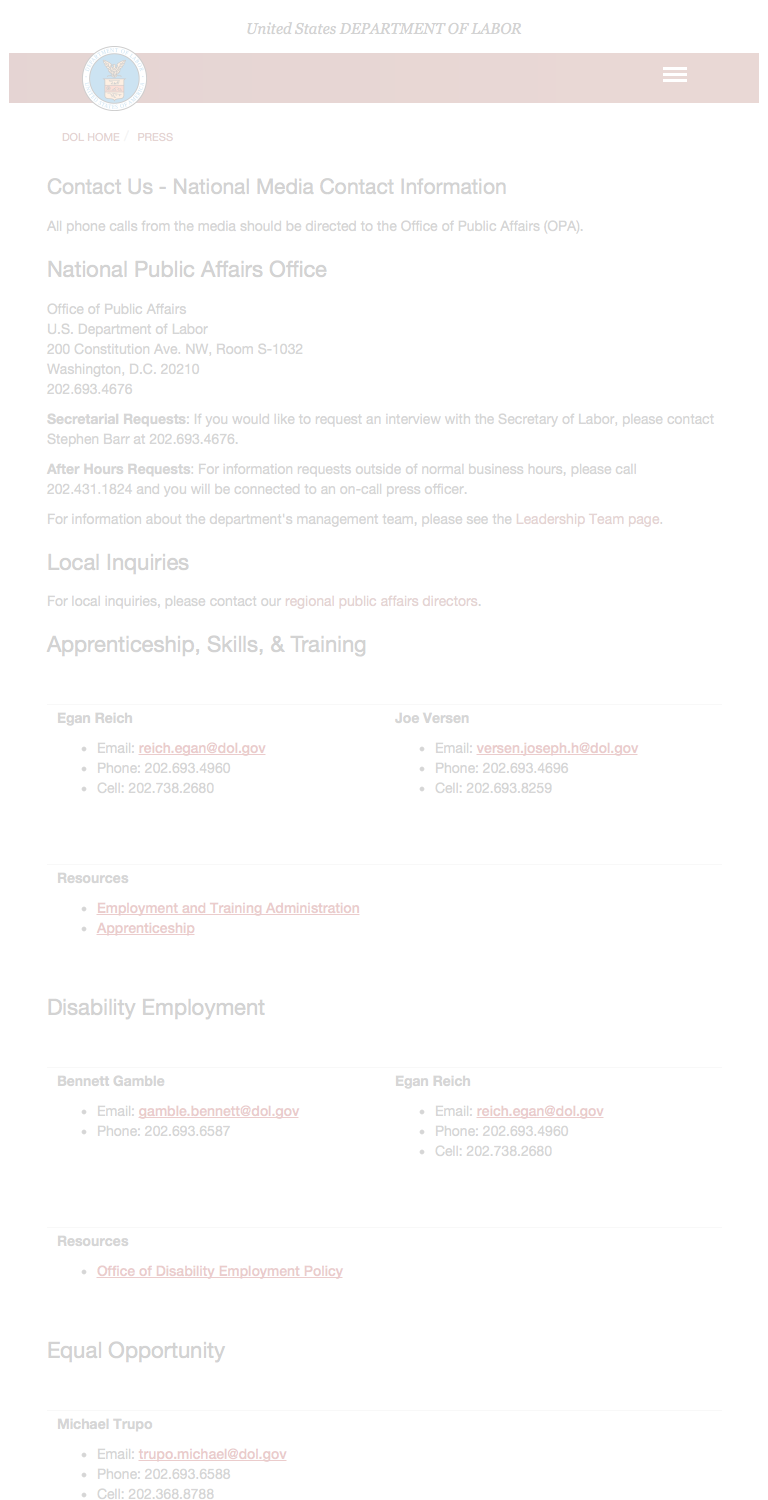 United States DEPARTMENT OF LABOR
DOL HOME / PRESS
Contact Us - National Media Contact Information
All phone calls from the media should be directed to the Office of Public Affairs (OPA).
National Public Affairs Office
Office of Public Affairs
U.S. Department of Labor
200 Constitution Ave. NW, Room S-1032
Washington, D.C. 20210
202.693.4676
Secretarial Requests: If you would like to request an interview with the Secretary of Labor, please contact
Stephen Barr at 202.693.4676.
After Hours Requests: For information requests outside of normal business hours, please call
202.431.1824 and you will be connected to an on-call press officer.
For information about the department's management team, please see the Leadership Team page.
Local Inquiries
For local inquiries, please contact our regional public affairs directors.
Apprenticeship, Skills, & Training
Egan Reich
• Email: reich.egan@dol.gov
• Phone: 202.693.4960
• Cell: 202.738.2680
Joe Versen
• Email: versen.joseph.h@dol.gov
• Phone: 202.693.4696
• Cell: 202.693.8259
Resources
• Employment and Training Administration
• Apprenticeship
Disability Employment
Bennett Gamble
• Email: gamble.bennett@dol.gov
• Phone: 202.693.6587
Egan Reich
• Email: reich.egan@dol.gov
• Phone: 202.693.4960
• Cell: 202.738.2680
Resources
• Office of Disability Employment Policy
Equal Opportunity
Michael Trupo
• Email: trupo.michael@dol.gov
• Phone: 202.693.6588
• Cell: 202.368.8788